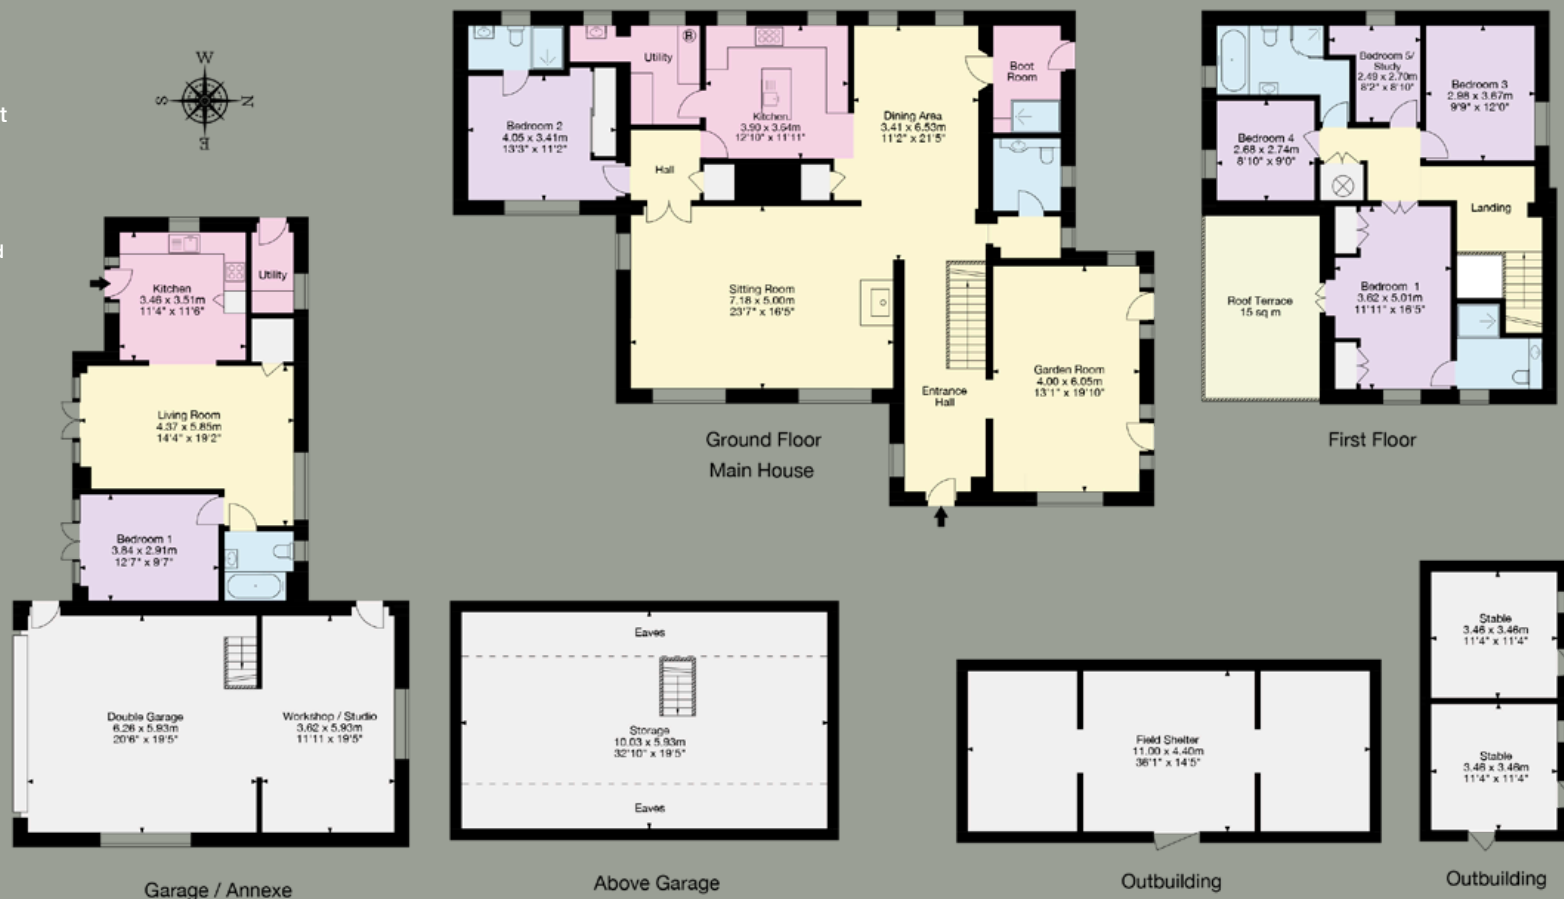 W
S
N
E
t
d
Kitchen
3.46 x 3.51m
11'4" x 11'6"
Utility
Living Room
4.37 x 5.85m
14'4" x 19'2"
Bedroom 1
3.84 x 2.91m
12'7" x 9'7"
Double Garage
6.26 x 5.93m
20'6" x 19'5"
Workshop / Studio
3.62 x 5.93m
11'11 x 19'5"
Garage / Annexe
Bedroom 2
4.05 x 3.41m
13'3" x 11'2"
Utility
B
Kitchen
3.90 x 3.64m
12'10" x 11'11"
Hall
Dining Area
3.41 x 6.53m
11'2" x 21'5"
Boot
Room
Sitting Room
7.18 x 5.00m
23'7" x 16'5"
Entrance
Hall
Garden Room
4.00 x 6.05m
13'1" x 19'10"
Ground Floor
Main House
Bedroom 5/
Study
2.49 x 2.70m
8'2" x 8'10"
Bedroom 3
2.98 x 3.67m
9'9" x 12'0"
Bedroom 4
2.68 x 2.74m
8'10" x 9'0"
Landing
Roof Terrace
15 sq m
Bedroom 1
3.62 x 5.01m
11'11" x 16'5"
First Floor
Eaves
Storage
10.03 x 5.93m
32'10" x 19'5"
Eaves
Above Garage
Field Shelter
11.00 x 4.40m
36'1" x 14'5"
Outbuilding
Stable
3.46 x 3.46m
11'4" x 11'4"
Stable
3.46 x 3.46m
11'4" x 11'4"
Outbuilding